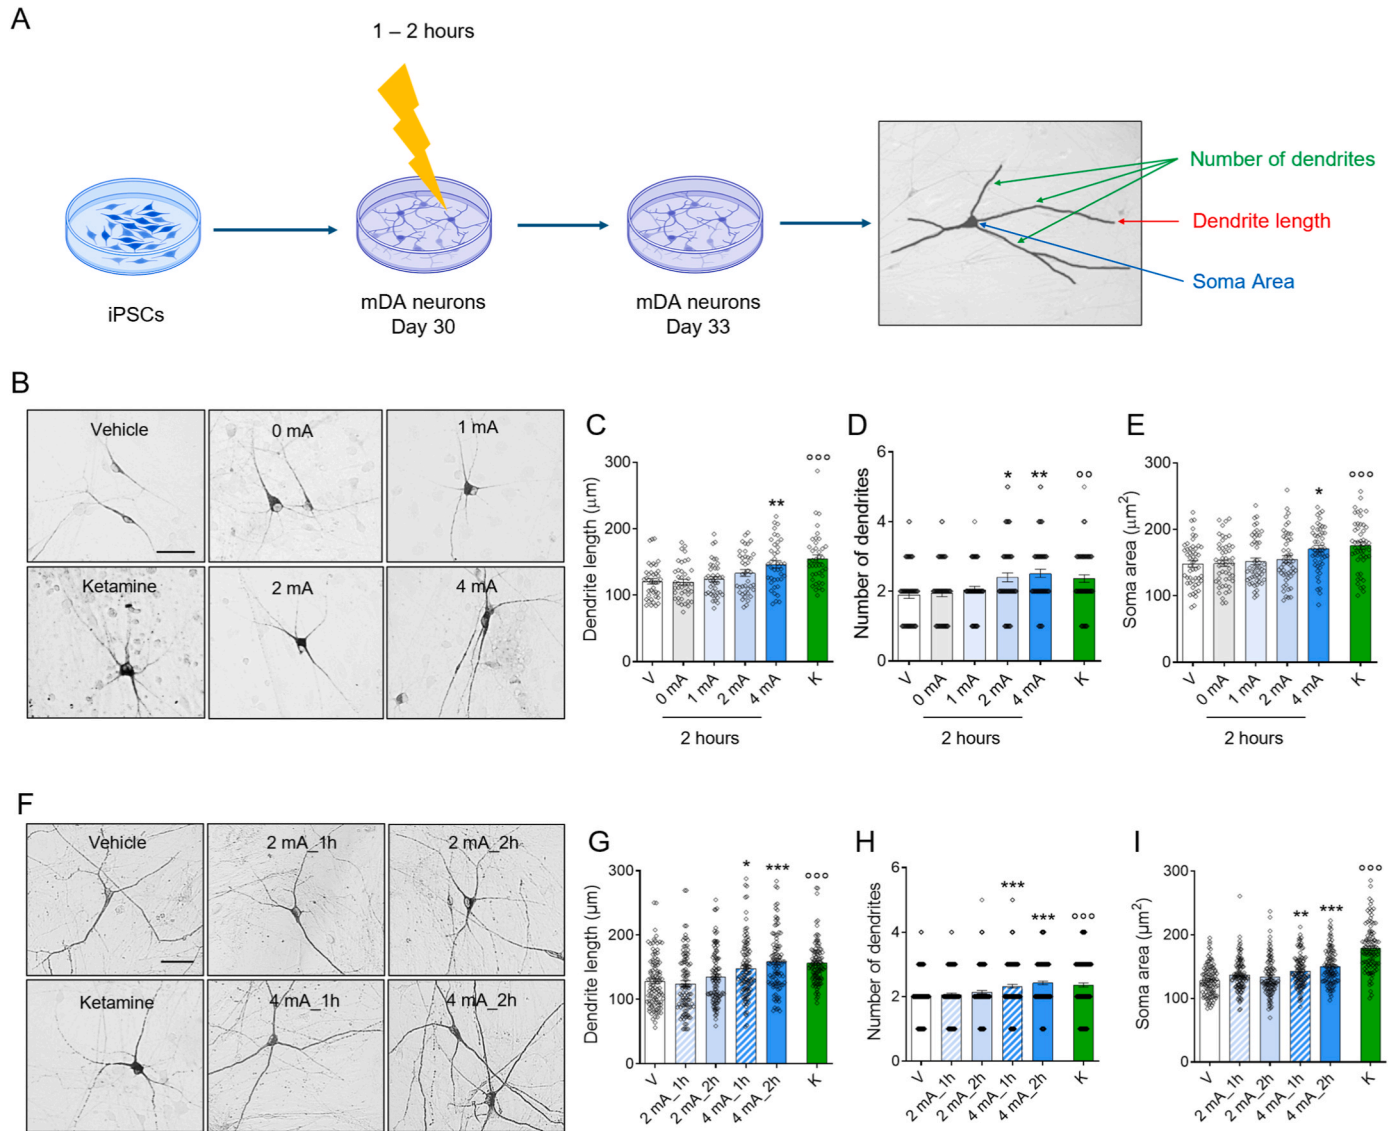 A
1 – 2 hours
iPSCs
mDA neurons
Day 30
mDA neurons
Day 33
Number of dendrites
Dendrite length
Soma Area
B
Vehicle
0 mA
1 mA
Ketamine
2 mA
4 mA
C
Dendrite length (μm)
300
200
100
0
**
°°°
V
0 mA
1 mA
2 mA
4 mA
K
2 hours
D
Number of dendrites
6
4
2
0
*
**
°°
V
0 mA
1 mA
2 mA
4 mA
K
2 hours
E
Soma area (μm²)
300
200
100
0
*
°°°
V
0 mA
1 mA
2 mA
4 mA
K
2 hours
F
Vehicle
2 mA_1h
2 mA_2h
Ketamine
4 mA_1h
4 mA_2h
G
Dendrite length (μm)
300
200
100
0
*
***
°°°
V
2 mA_1h
2 mA_2h
4 mA_1h
4 mA_2h
K
H
Number of dendrites
6
4
2
0
***
***
°°°
V
2 mA_1h
2 mA_2h
4 mA_1h
4 mA_2h
K
I
Soma area (μm²)
300
200
100
0
**
***
°°°
V
2 mA_1h
2 mA_2h
4 mA_1h
4 mA_2h
K